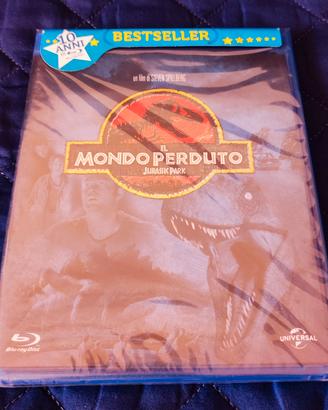 10
ANNI
BESTSELLER
un film di STEVEN SPIELBERG
IL
MONDO PERDUTO
JURASSIC PARK
Blu-ray Disc
UNIVERSAL